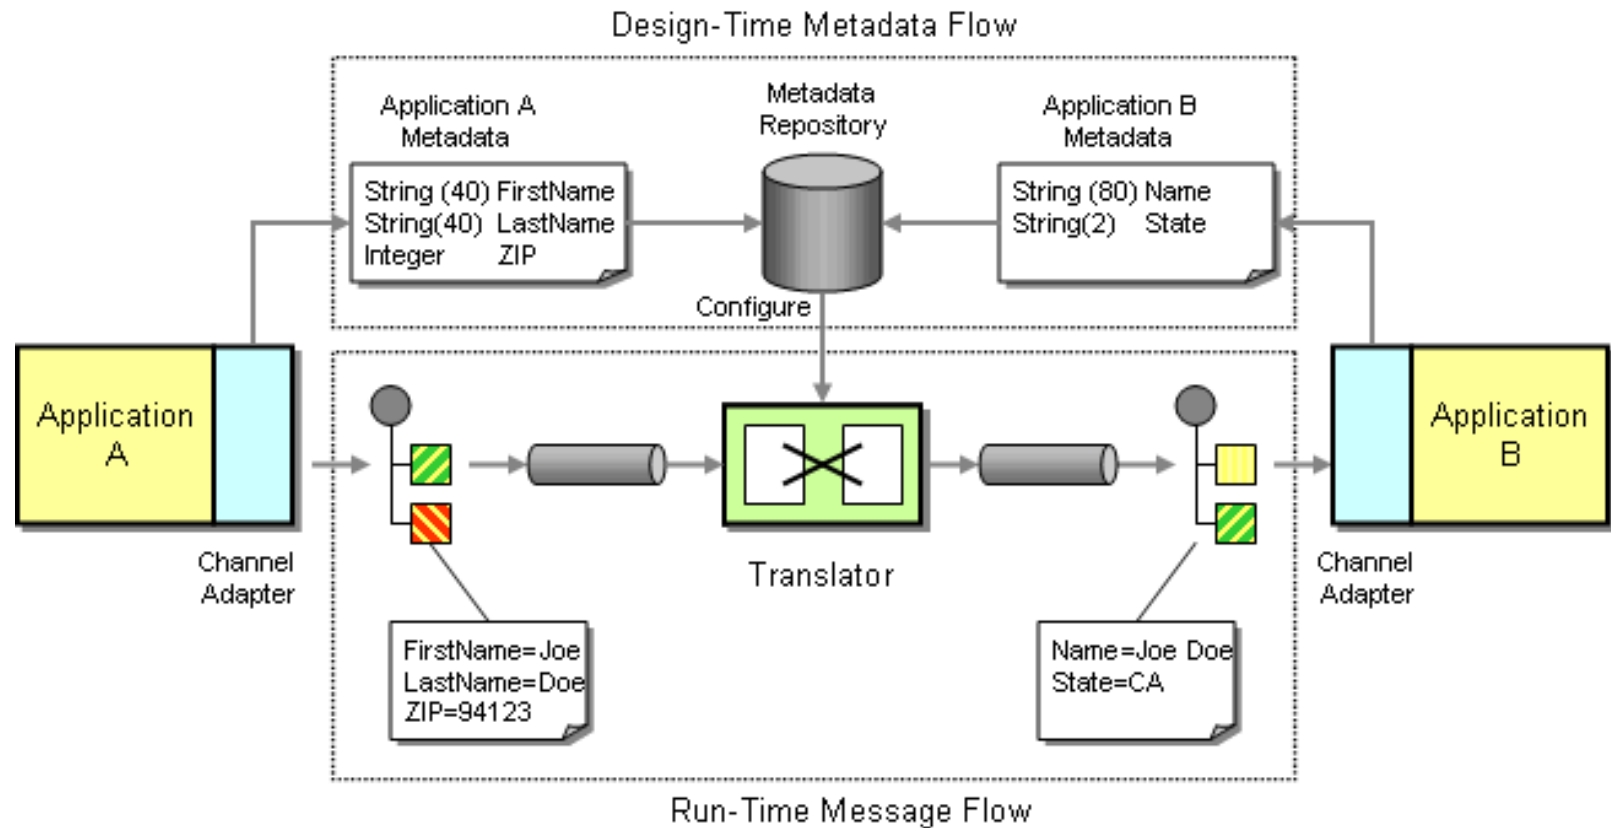 Design-Time Metadata Flow
Application A
Metadata
Metadata
Repository
Application B
Metadata
String (40) FirstName
String(40) LastName
Integer ZIP
String (80) Name
String(2) State
Configure
Application
A
Application
B
Channel
Adapter
Translator
Channel
Adapter
FirstName=Joe
LastName=Doe
ZIP=94123
Name=Joe Doe
State=CA
Run-Time Message Flow